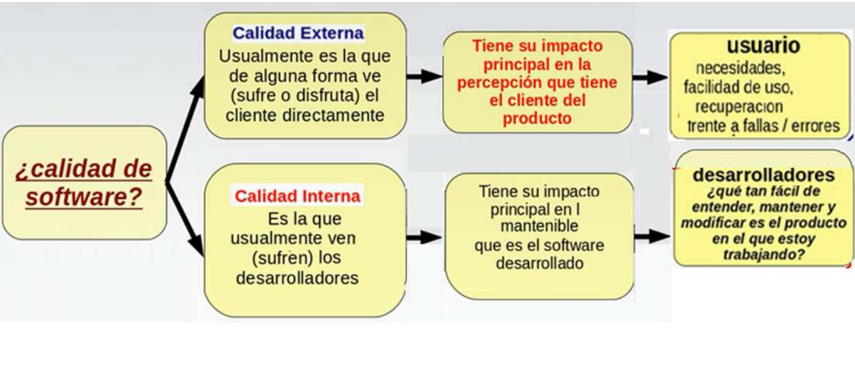 ¿calidad de
software?
Calidad Externa
Usualmente es la que
de alguna forma ve
(sufre o disfruta) el
cliente directamente
Tiene su impacto
principal en la
percepción que tiene
el cliente del
producto
usuario
necesidades,
facilidad de uso,
recuperacion
trente a fallas / errores
Calidad Interna
Es la que
usualmente ven
(sufren) los
desarrolladores
Tiene su impacto
principal en l
mantenible
que es el software
desarrollado
desarrolladores
¿qué tan fácil de
entender, mantener y
modificar es el producto
en el que estoy
trabajando?